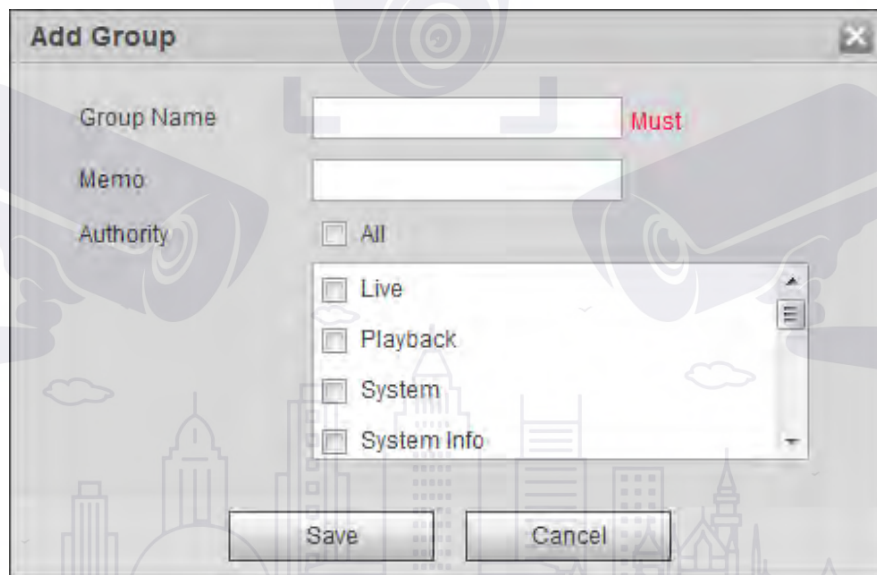 Add Group
Group Name Must
Memo
Authority All
Live
Playback
System
System Info
Save Cancel